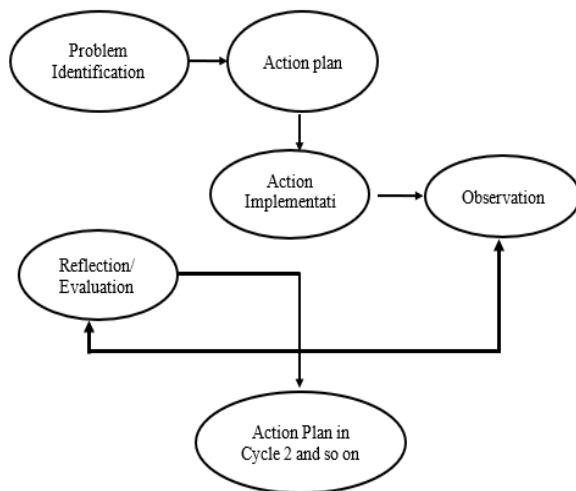 Problem
Identification
Action plan
Action
Implementati
Observation
Reflection/
Evaluation
Action Plan in
Cycle 2 and so on